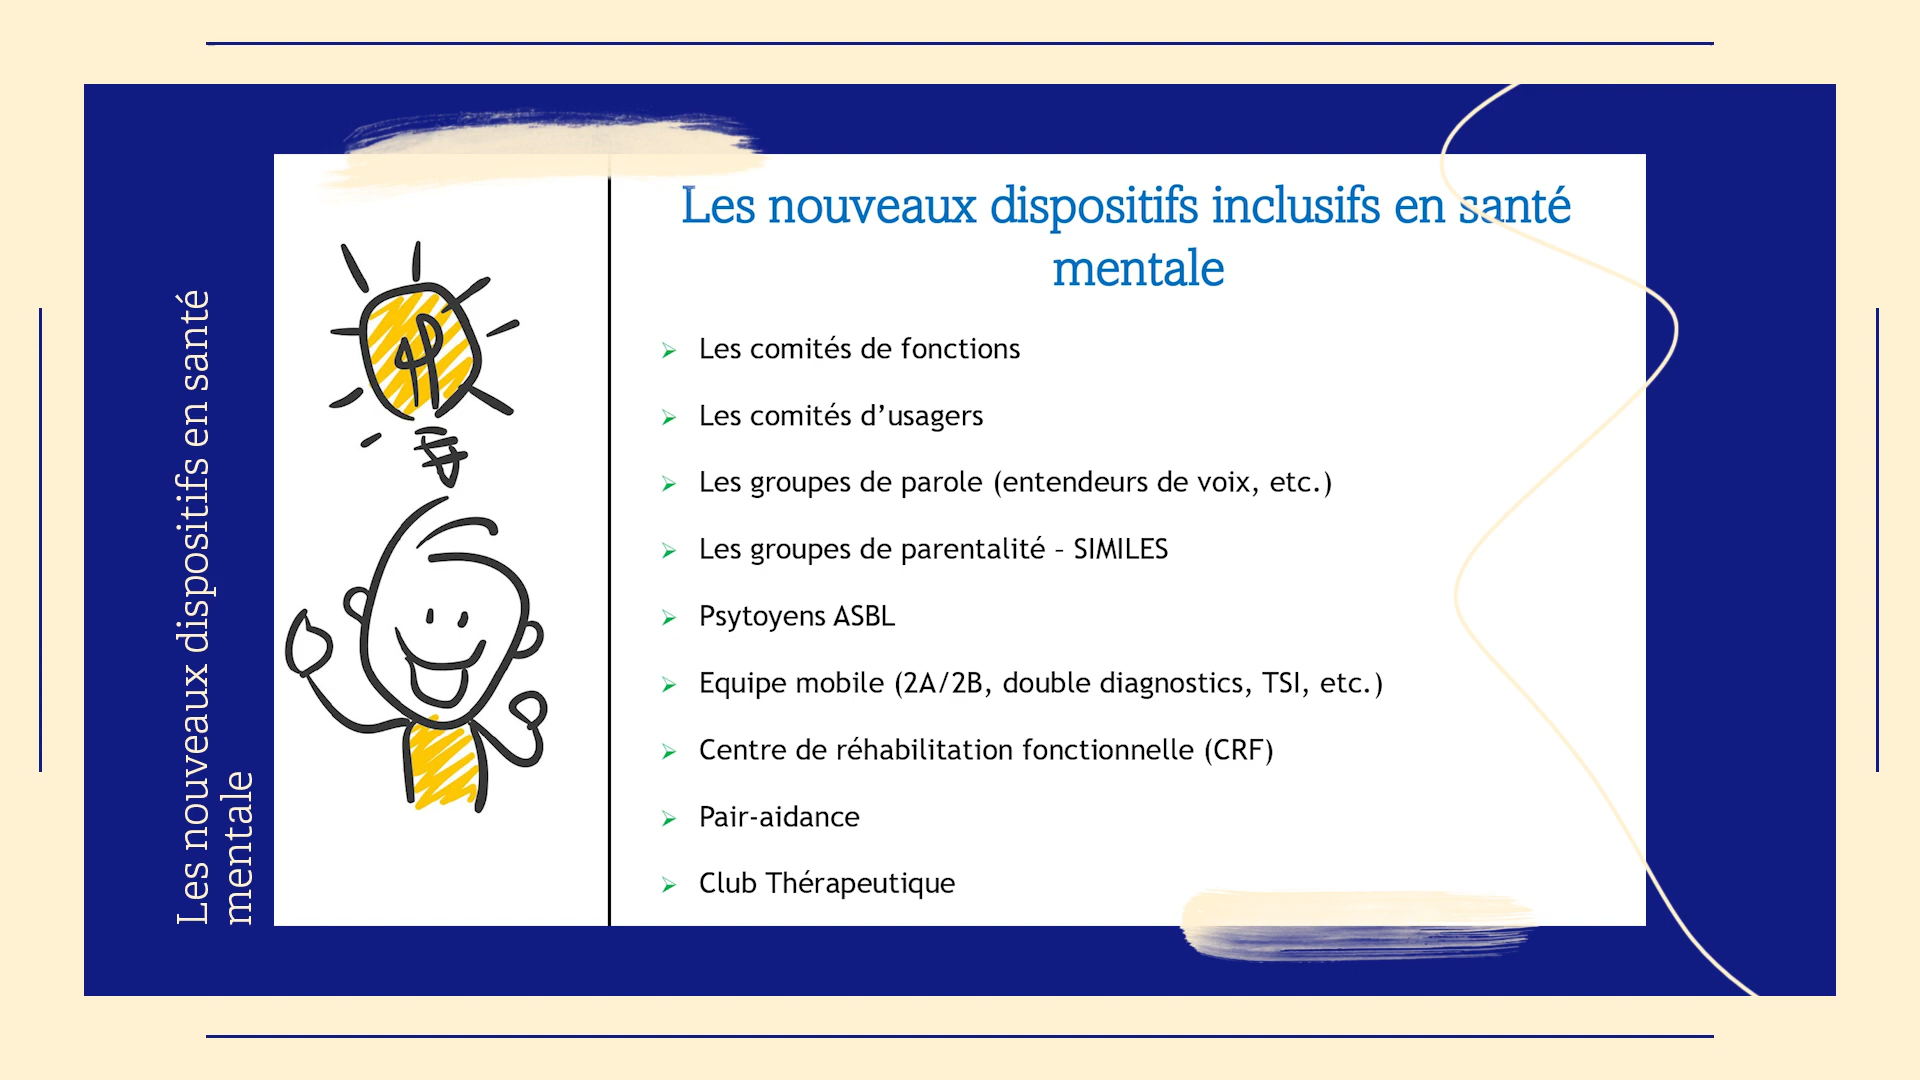 Les nouveaux dispositifs en santé
mentale
Les nouveaux dispositifs inclusifs en santé
mentale
Les comités de fonctions
Les comités d’usagers
Les groupes de parole (entendeurs de voix, etc.)
Les groupes de parentalité – SIMILES
Psytoyens ASBL
Equipe mobile (2A/2B, double diagnostics, TSI, etc.)
Centre de réhabilitation fonctionnelle (CRF)
Pair-aidance
Club Thérapeutique